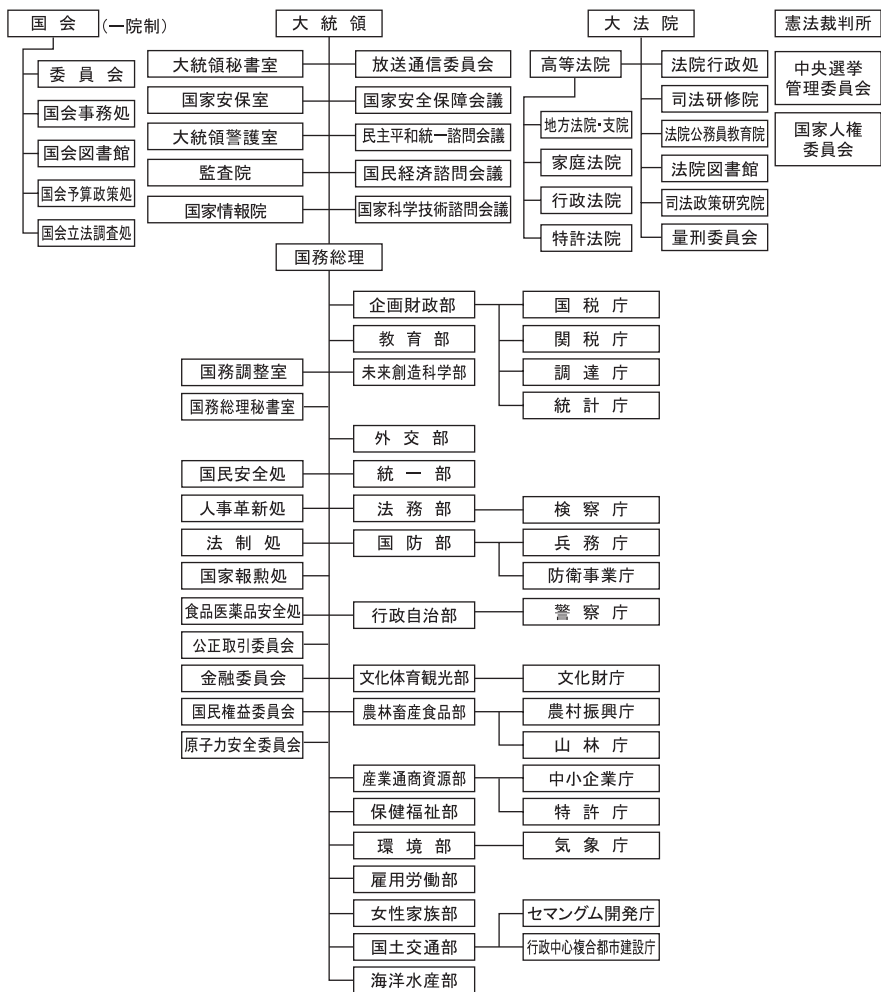 国会 (一院制)
委員会
国会事務処
国会図書館
国会予算政策処
国会立法調査処
大統領
大統領秘書室
国家安保室
大統領警護室
監査院
国家情報院
放送通信委員会
国家安全保障会議
民主平和統一諮問会議
国民経済諮問会議
国家科学技術諮問会議
大法院
高等法院
地方法院・支院
家庭法院
行政法院
特許法院
法院行政処
司法研修院
法院公務員教育院
法院図書館
司法政策研究院
量刑委員会
憲法裁判所
中央選挙
管理委員会
国家人権
委員会
国務総理
国務調整室
国務総理秘書室
国民安全処
人事革新処
法制処
国家報勲処
食品医薬品安全処
公正取引委員会
金融委員会
国民権益委員会
原子力安全委員会
企画財政部
国税庁
関税庁
調達庁
統計庁
教育部
未来創造科学部
外交部
統一部
法務部
検察庁
国防部
兵務庁
防衛事業庁
行政自治部
警察庁
文化体育観光部
文化財庁
農林畜産食品部
農村振興庁
山林庁
産業通商資源部
中小企業庁
特許庁
保健福祉部
環境部
気象庁
雇用労働部
女性家族部
国土交通部
セマングム開発庁
行政中心複合都市建設庁
海洋水産部